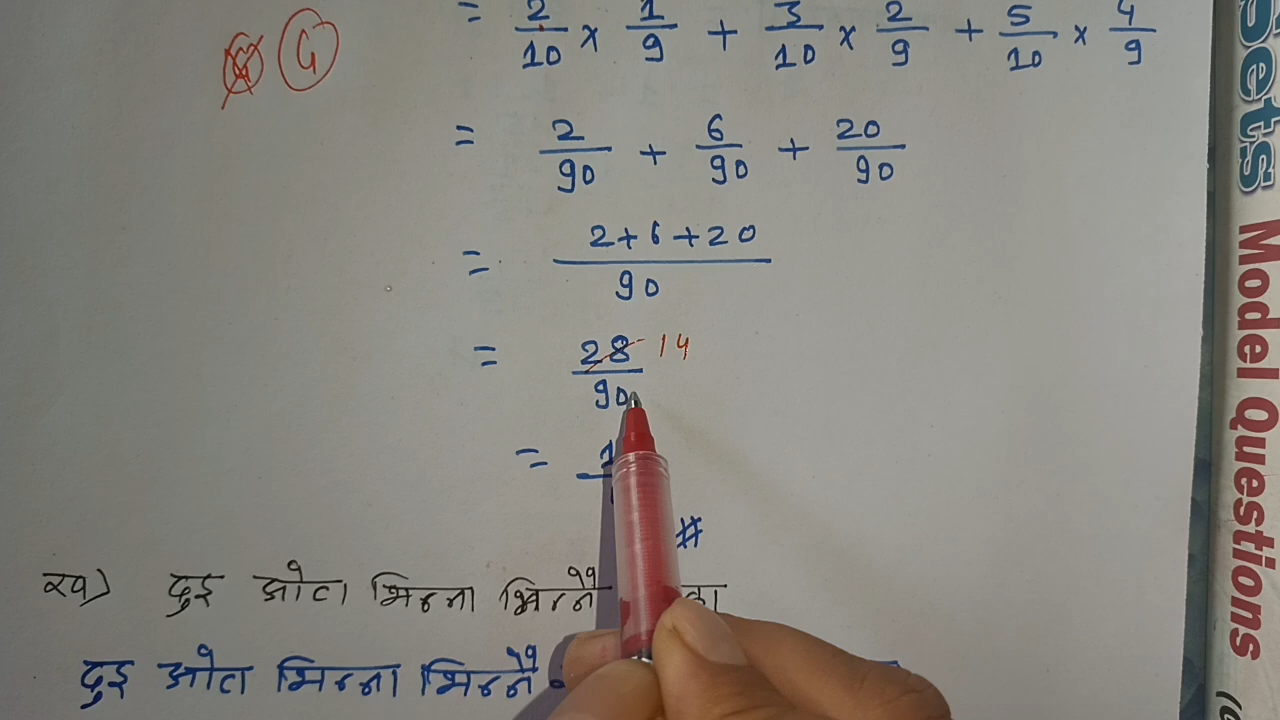 = 2/10 × 1/9 + 3/10 × 2/9 + 5/10 × 4/9
G
= 2/90 + 6/90 + 20/90
= 2+6+20/90
= 28/90 14
=
#
ख) दुइ ओटा भिन्ना भिन्नै
दुइ ओटा भिन्ना भिन्नै
Sets
Model Questions